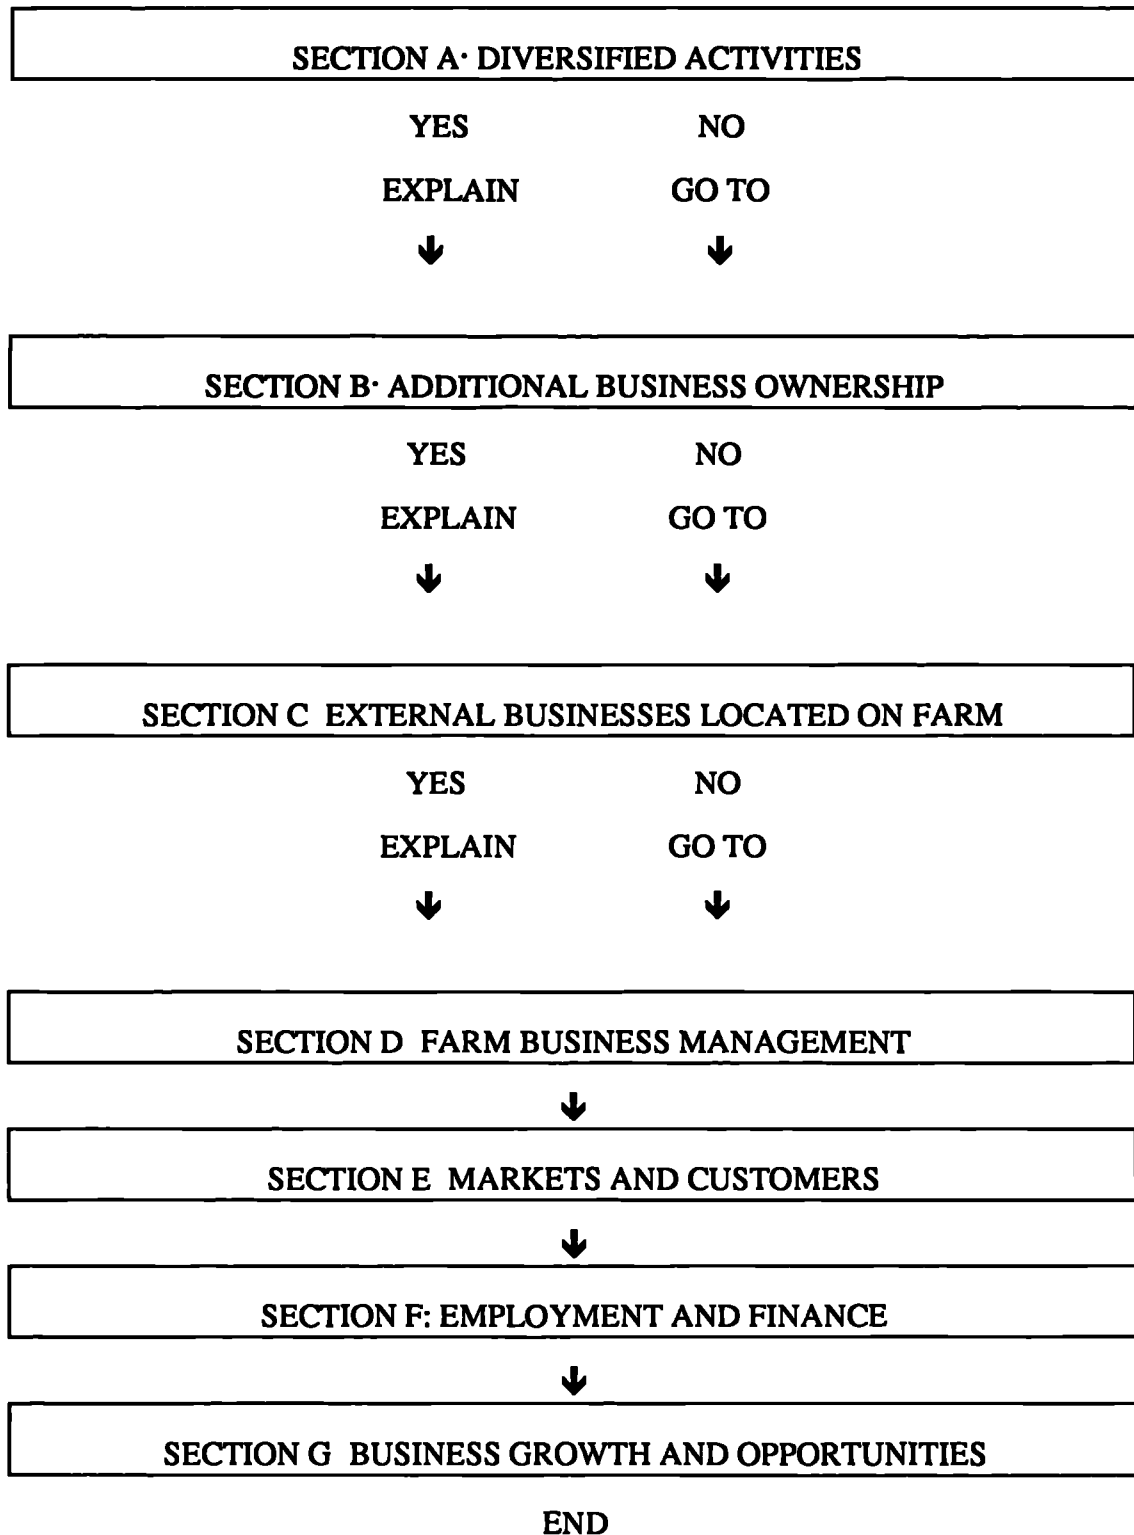 SECTION A· DIVERSIFIED ACTIVITIES
YES NO
EXPLAIN GO TO
SECTION B· ADDITIONAL BUSINESS OWNERSHIP
YES NO
EXPLAIN GO TO
SECTION C EXTERNAL BUSINESSES LOCATED ON FARM
YES NO
EXPLAIN GO TO
SECTION D FARM BUSINESS MANAGEMENT
SECTION E MARKETS AND CUSTOMERS
SECTION F: EMPLOYMENT AND FINANCE
SECTION G BUSINESS GROWTH AND OPPORTUNITIES
END